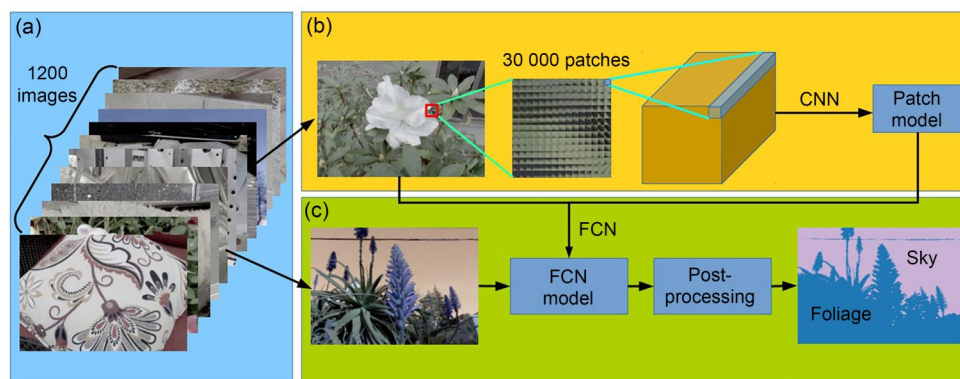 (a)
1200
images
(b)
30 000 patches
CNN
Patch
model
(c)
FCN
FCN
model
Post-
processing
Sky
Foliage